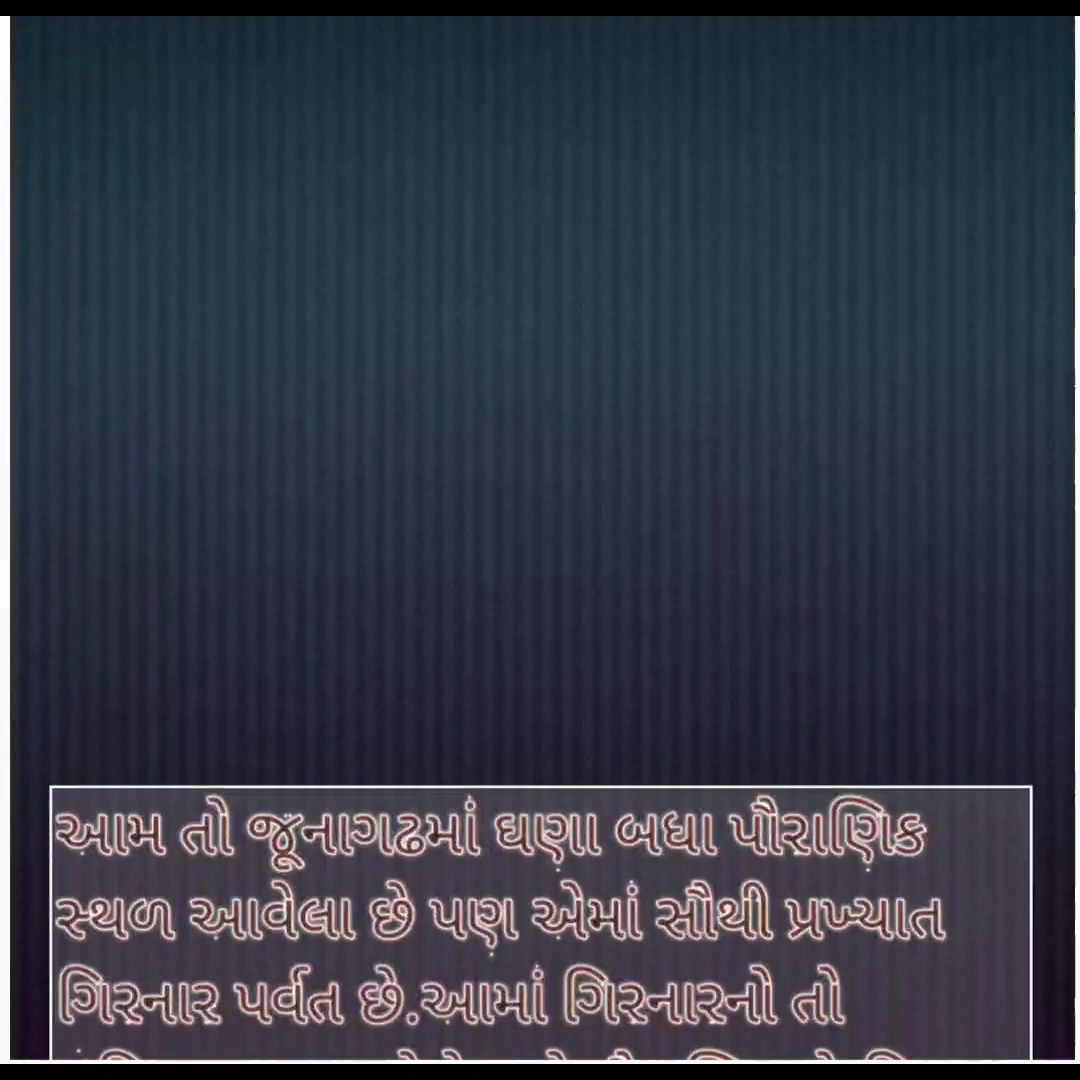 આમ તો જૂનાગઢમાં ઘણા બધા પૌરાણિક
સ્થળ આવેલા છે પણ એમાં સૌથી પ્રખ્યાત
ગિરનાર પર્વત છે.આમાં ગિરનારનો તો